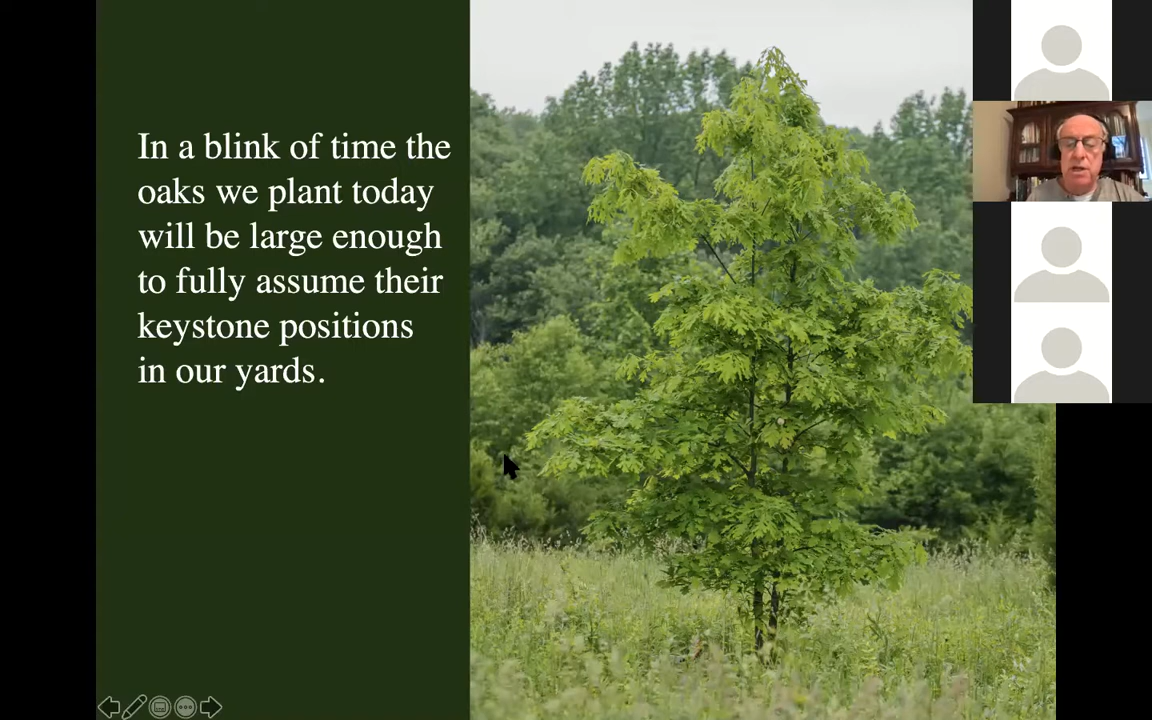 In a blink of time the
oaks we plant today
will be large enough
to fully assume their
keystone positions
in our yards.